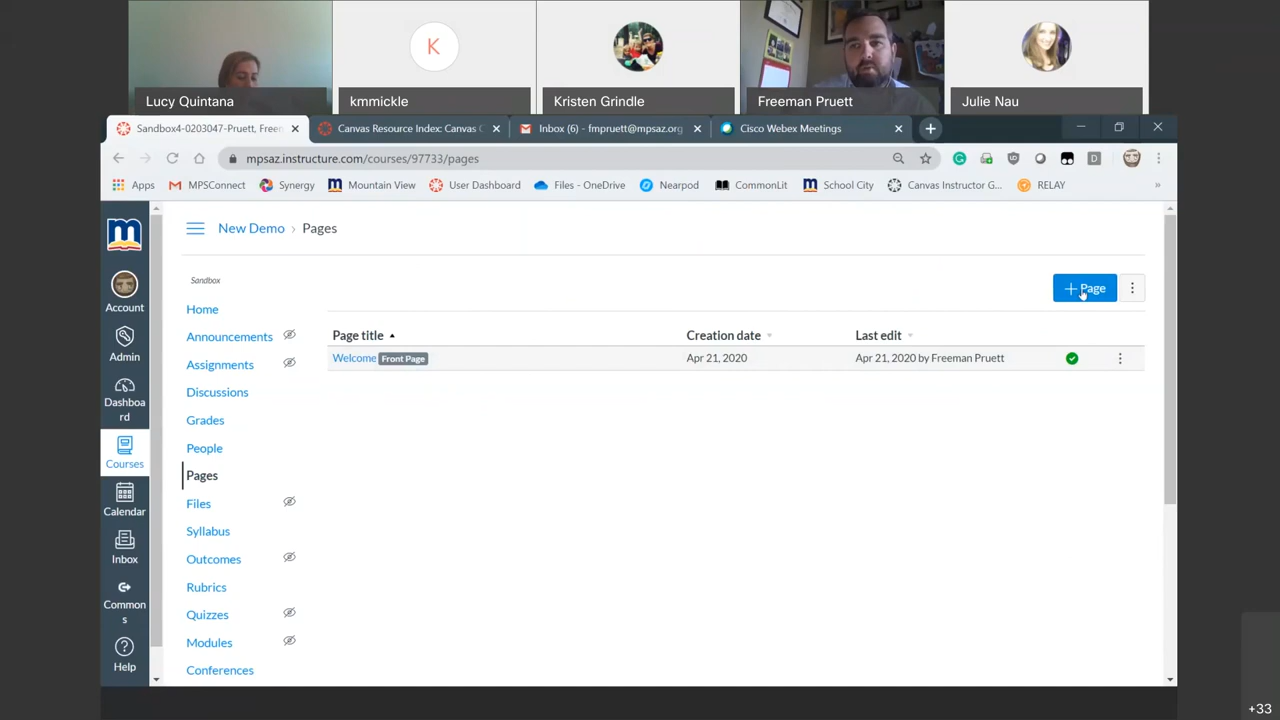 K
Lucy Quintana
kmmickle
Kristen Grindle
Freeman Pruett
Julie Nau
Sandbox4-0203047-Pruett, Freen
Canvas Resource Index: Canvas C
Inbox (6) - fmpruett@mpsaz.org
Cisco Webex Meetings
mpsaz.instructure.com/courses/97733/pages
Apps
MPSConnect
Synergy
Mountain View
User Dashboard
Files - OneDrive
Nearpod
CommonLit
School City
Canvas Instructor G...
RELAY
Account
Admin
Dashboa
rd
Courses
Calendar
Inbox
Common
s
Help
New Demo › Pages
Sandbox
Home
Announcements
Assignments
Discussions
Grades
People
Pages
Files
Syllabus
Outcomes
Rubrics
Quizzes
Modules
Conferences
+ Page
Page title Creation date Last edit
Welcome Front Page Apr 21, 2020 Apr 21, 2020 by Freeman Pruett
+33